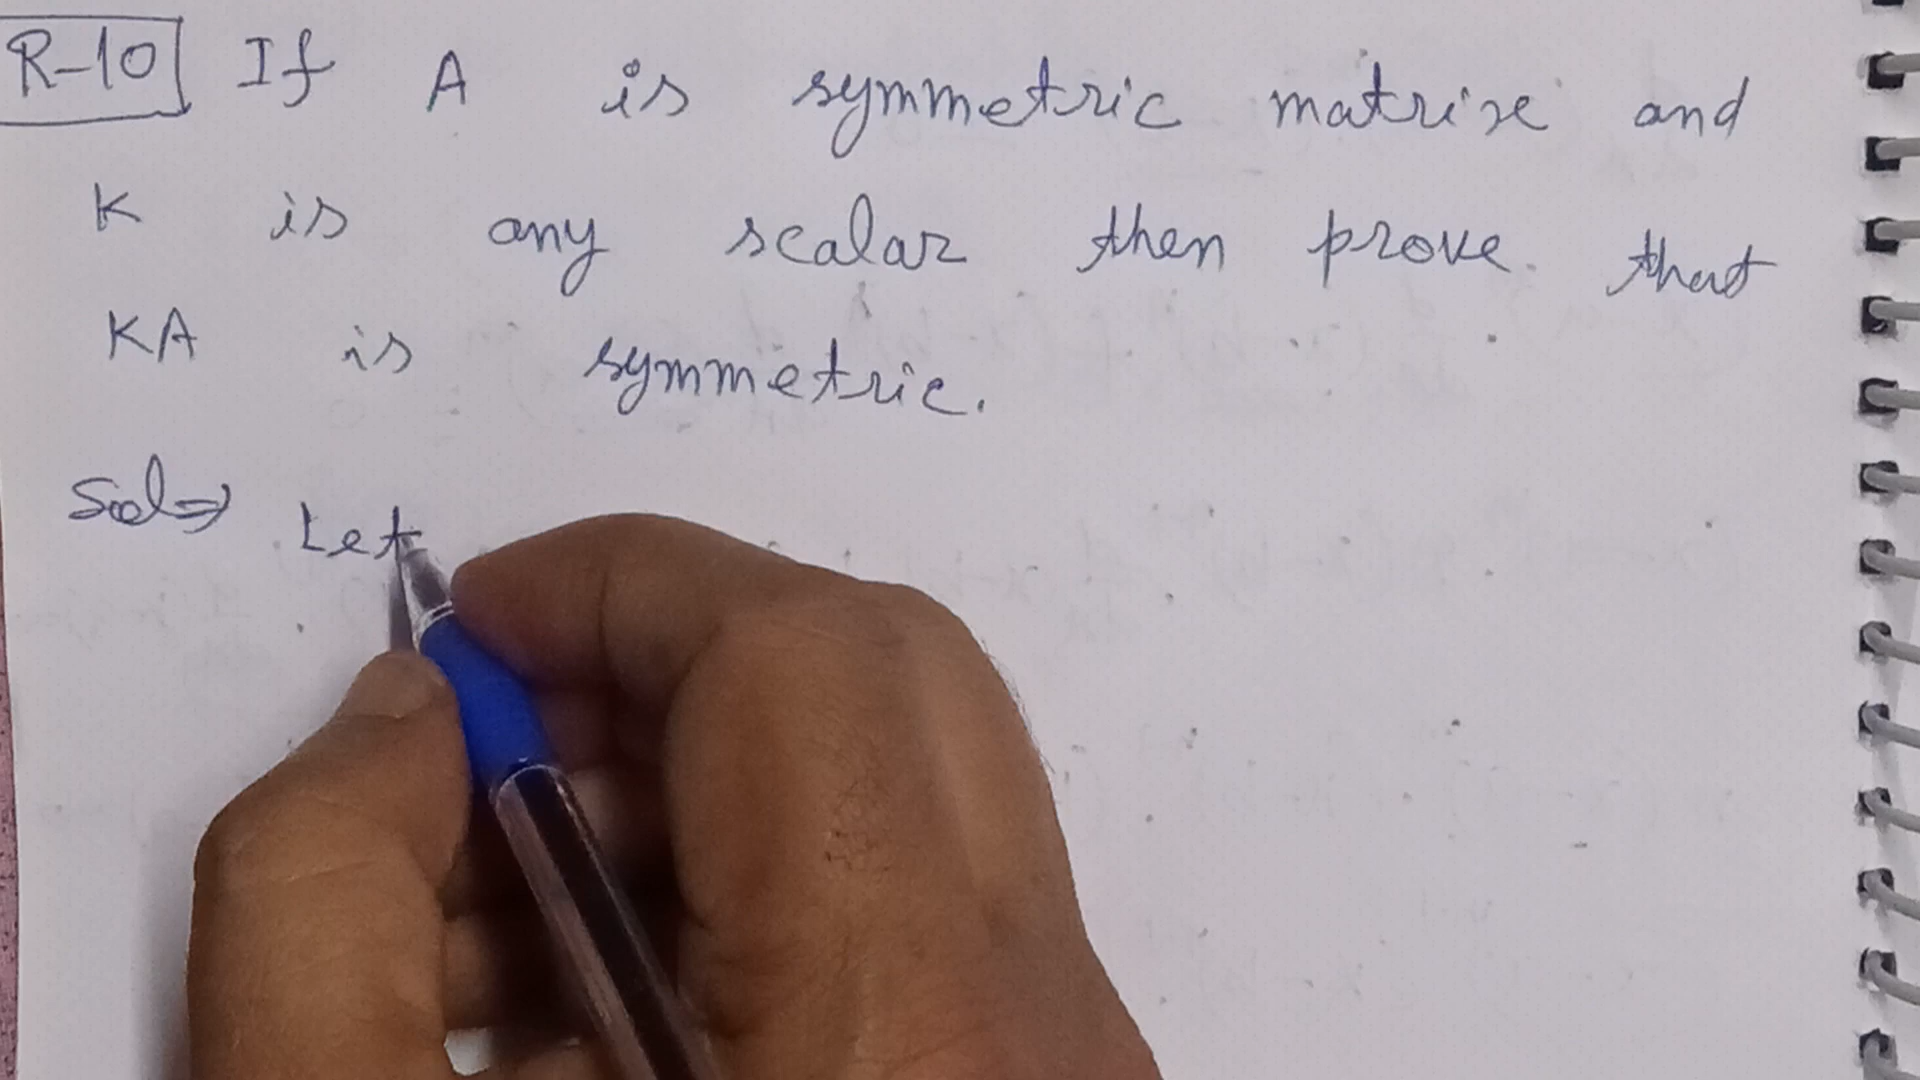 R-10 If A is symmetric matrix and
K is any scalar then prove that
KA is symmetric.
Sol⇒ Let